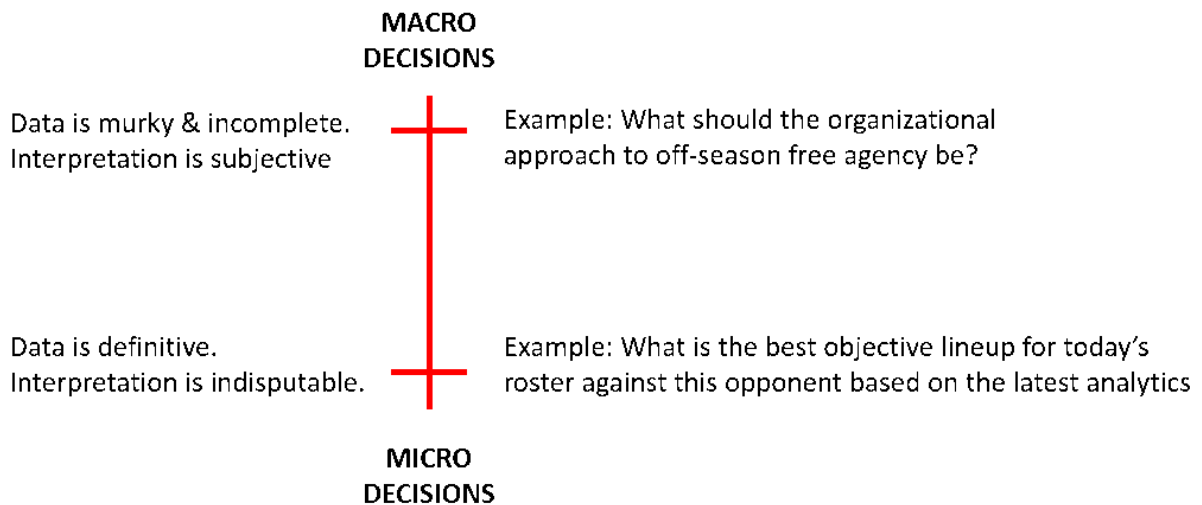 MACRO
DECISIONS
Data is murky & incomplete.
Interpretation is subjective
Example: What should the organizational
approach to off-season free agency be?
Data is definitive.
Interpretation is indisputable.
Example: What is the best objective lineup for today's
roster against this opponent based on the latest analytics
MICRO
DECISIONS